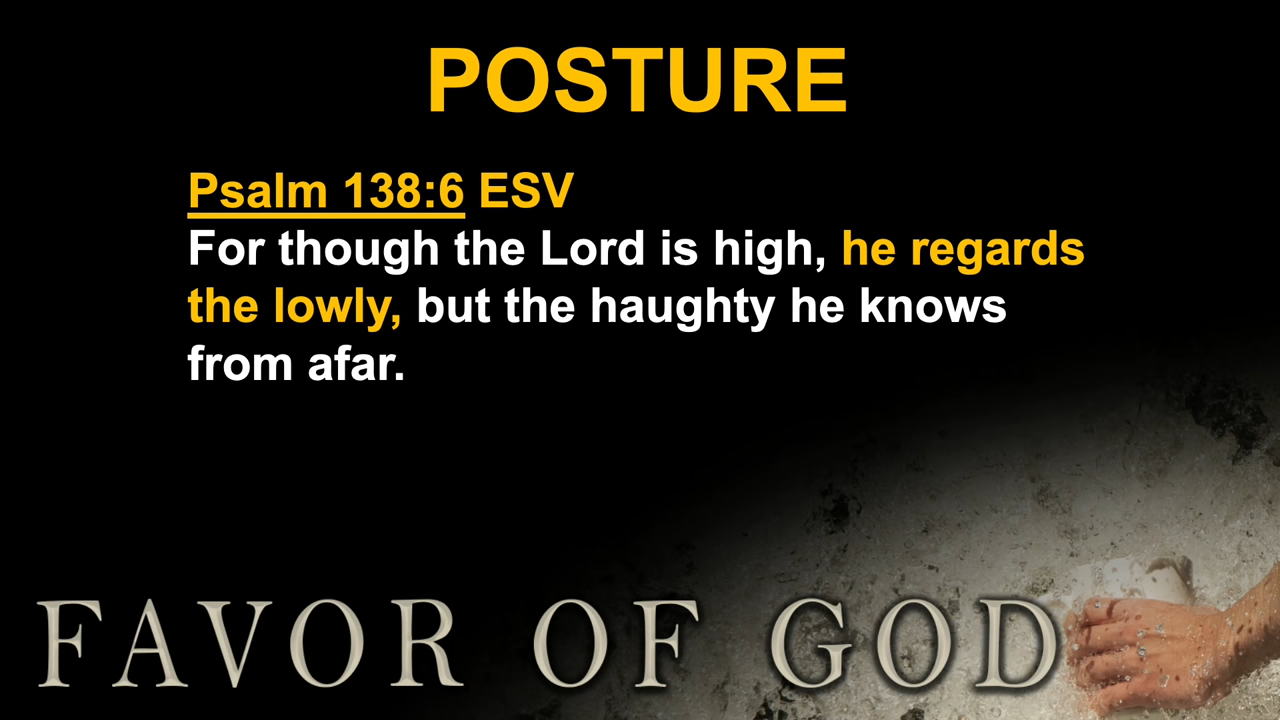 POSTURE
Psalm 138:6 ESV
For though the Lord is high, he regards
the lowly, but the haughty he knows
from afar.
FAVOR OF GOD